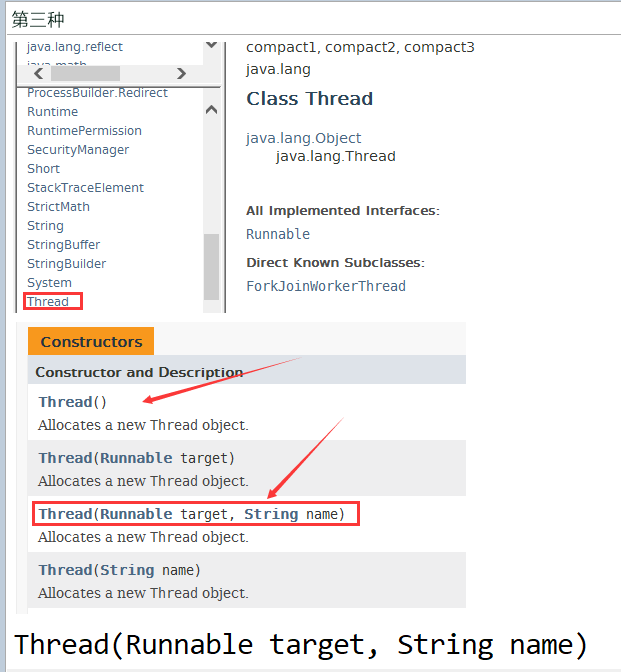 第三种
java.lang.reflect
java.math
ProcessBuilder.Redirect
Runtime
RuntimePermission
SecurityManager
Short
StackTraceElement
StrictMath
String
StringBuffer
StringBuilder
System
Thread
compact1, compact2, compact3
java.lang
Class Thread
java.lang.Object
java.lang.Thread
All Implemented Interfaces:
Runnable
Direct Known Subclasses:
ForkJoinWorkerThread
Constructors
Constructor and Description
Thread()
Allocates a new Thread object.
Thread(Runnable target)
Allocates a new Thread object.
Thread(Runnable target, String name)
Allocates a new Thread object.
Thread(String name)
Allocates a new Thread object.
Thread(Runnable target, String name)